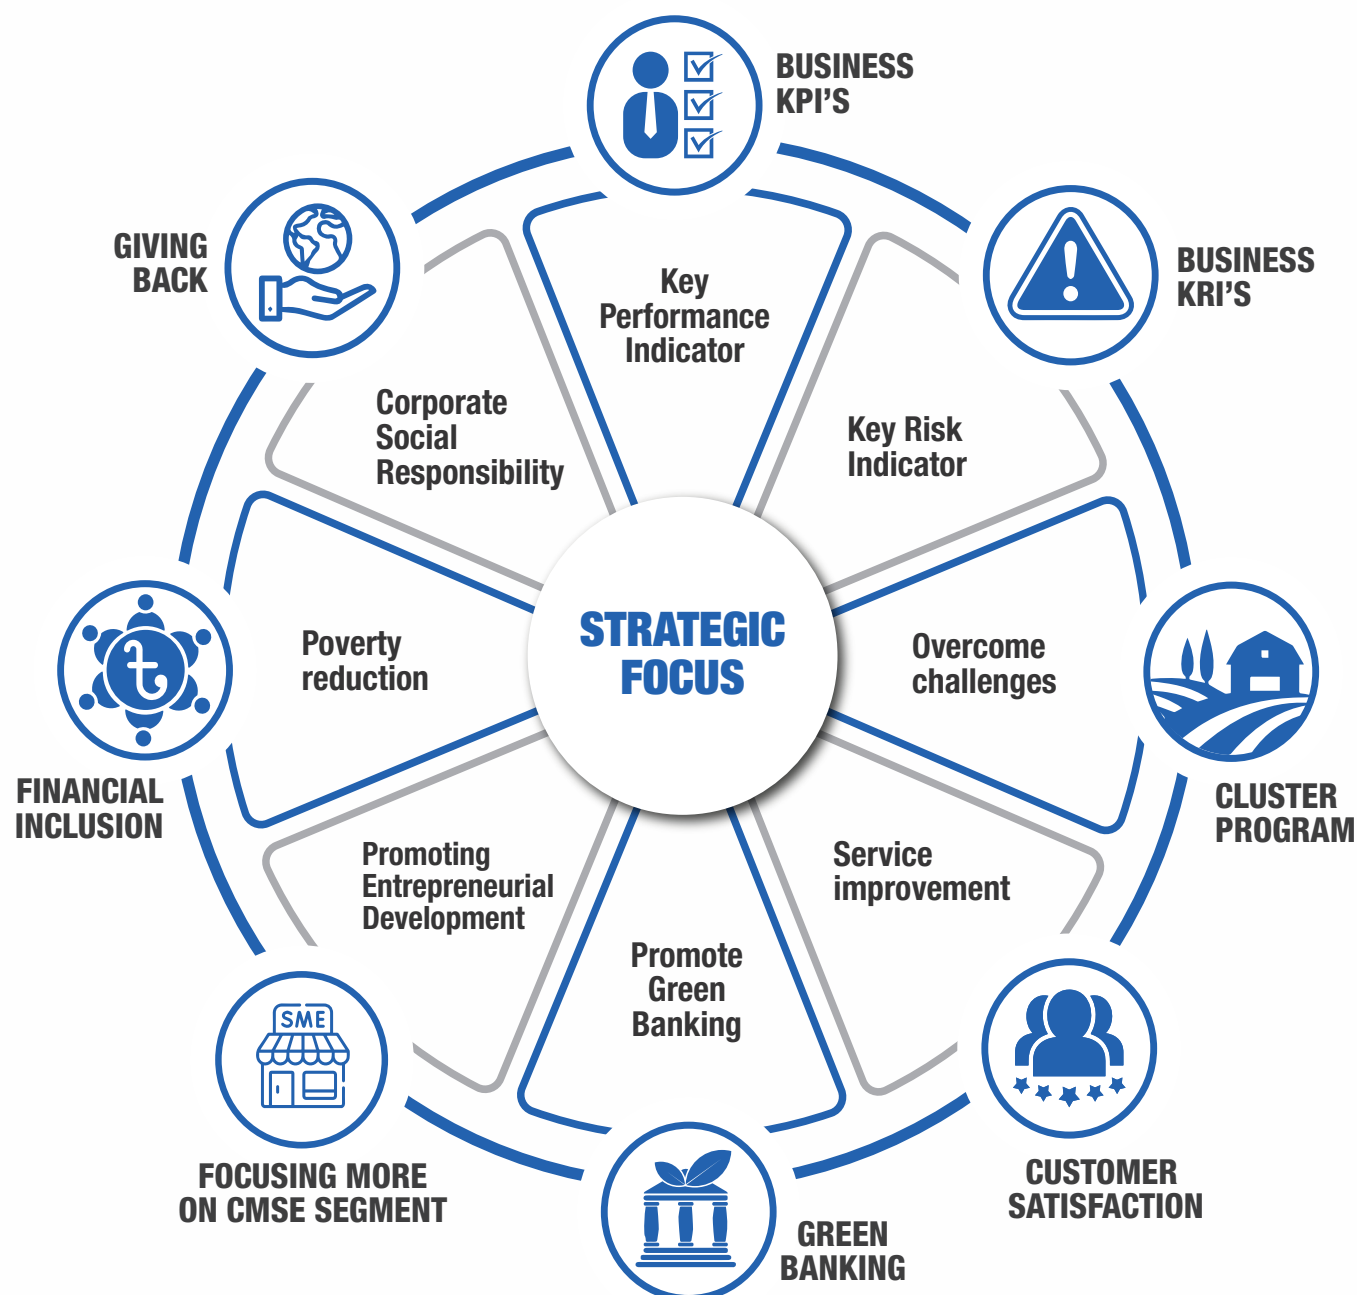 BUSINESS
KPI'S
Key
Performance
Indicator
BUSINESS
KRI'S
Key Risk
Indicator
CLUSTER
PROGRAM
Overcome
challenges
CUSTOMER
SATISFACTION
Service
improvement
GREEN
BANKING
Promote
Green
Banking
SME
FOCUSING MORE
ON CMSE SEGMENT
Promoting
Entrepreneurial
Development
৳
FINANCIAL
INCLUSION
Poverty
reduction
GIVING
BACK
Corporate
Social
Responsibility
STRATEGIC
FOCUS